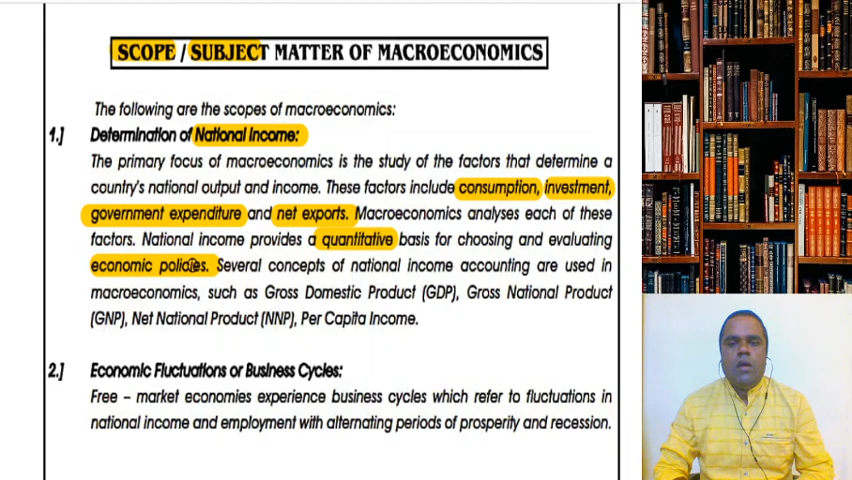 SCOPE / SUBJECT MATTER OF MACROECONOMICS
The following are the scopes of macroeconomics:
1.] Determination of National Income:
The primary focus of macroeconomics is the study of the factors that determine a
country's national output and income. These factors include consumption, investment,
government expenditure and net exports. Macroeconomics analyses each of these
factors. National income provides a quantitative basis for choosing and evaluating
economic policies. Several concepts of national income accounting are used in
macroeconomics, such as Gross Domestic Product (GDP), Gross National Product
(GNP), Net National Product (NNP), Per Capita Income.
2.] Economic Fluctuations or Business Cycles:
Free – market economies experience business cycles which refer to fluctuations in
national income and employment with alternating periods of prosperity and recession.